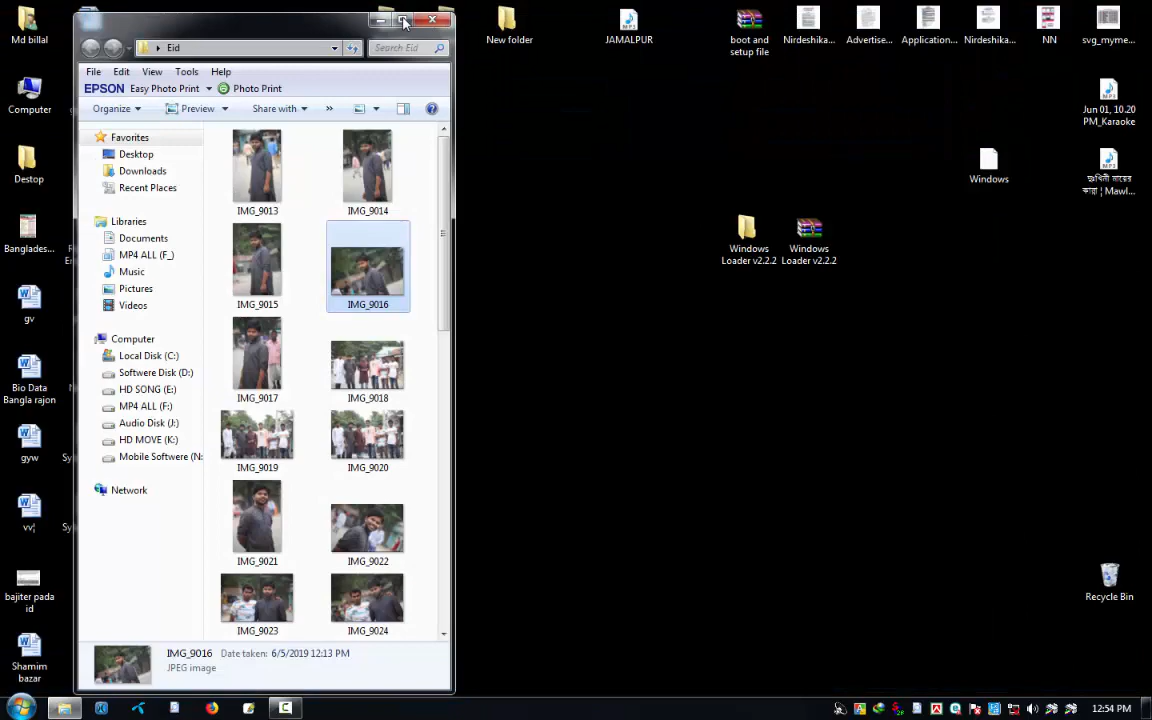 Md billal
Computer
Destop
Banglades...
gv
Bio Data
Bangla rajon
gyw
vv¦
bajiter pada
id
Shamim
bazar
Eid
Search Eid
File Edit View Tools Help
EPSON Easy Photo Print Photo Print
Organize Preview Share with »
Favorites
Desktop
Downloads
Recent Places
Libraries
Documents
MP4 ALL (F_)
Music
Pictures
Videos
Computer
Local Disk (C:)
Softwere Disk (D:)
HD SONG (E:)
MP4 ALL (F:)
Audio Disk (J:)
HD MOVE (K:)
Mobile Softwere (N:
Network
IMG_9013 IMG_9014
IMG_9015 IMG_9016
IMG_9017 IMG_9018
IMG_9019 IMG_9020
IMG_9021 IMG_9022
IMG_9023 IMG_9024
IMG_9016 Date taken: 6/5/2019 12:13 PM
JPEG image
New folder
JAMALPUR
boot and
setup file
Nirdeshika...
Advertise...
Application...
Nirdeshika...
NN
svg_myme...
Jun 01, 10.20
PM_Karaoke
Windows
দুঃখিনী মায়ের
কান্না ¦ Mawl...
Windows
Loader v2.2.2
Windows
Loader v2.2.2
Recycle Bin
12:54 PM